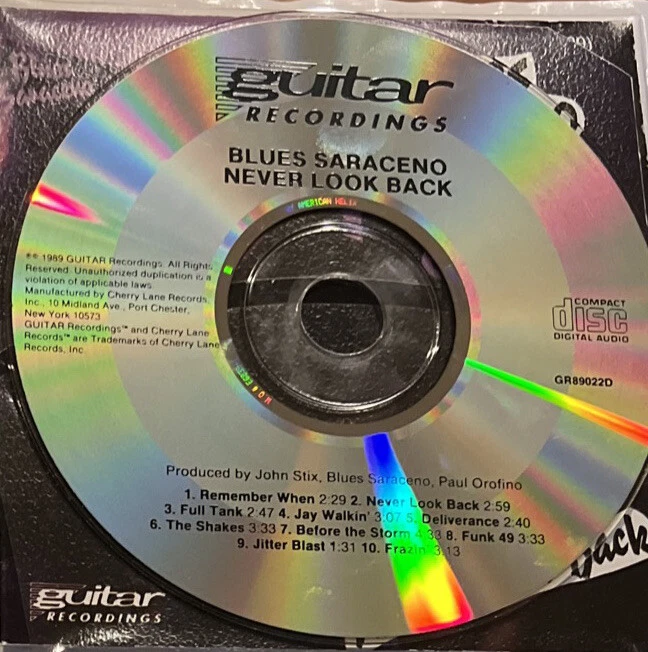 guitar
RECORDINGS
BLUES SARACENO
NEVER LOOK BACK
AMERICAN HELIX
℗© 1989 GUITAR Recordings. All Rights
Reserved. Unauthorized duplication is a
violation of applicable laws.
Manufactured by Cherry Lane Records,
Inc., 10 Midland Ave., Port Chester,
New York 10573
GUITAR Recordings™ and Cherry Lane
Records™ are Trademarks of Cherry Lane
Records, Inc.
COMPACT
disc
DIGITAL AUDIO
GR89022D
Produced by John Stix, Blues Saraceno, Paul Orofino
1. Remember When 2:29 2. Never Look Back 2:59
3. Full Tank 2:47 4. Jay Walkin' 3:07 5. Deliverance 2:40
6. The Shakes 3:33 7. Before the Storm 4:33 8. Funk 49 3:33
9. Jitter Blast 1:31 10. Frazin' 3:13
back
guitar
RECORDINGS